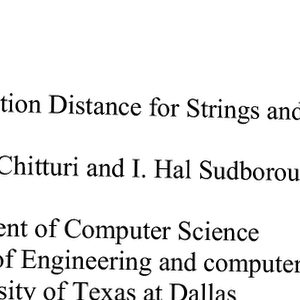 tion Distance for Strings and
Chitturi and I. Hal Sudborou
ent of Computer Science
of Engineering and computer
sity of Texas at Dallas